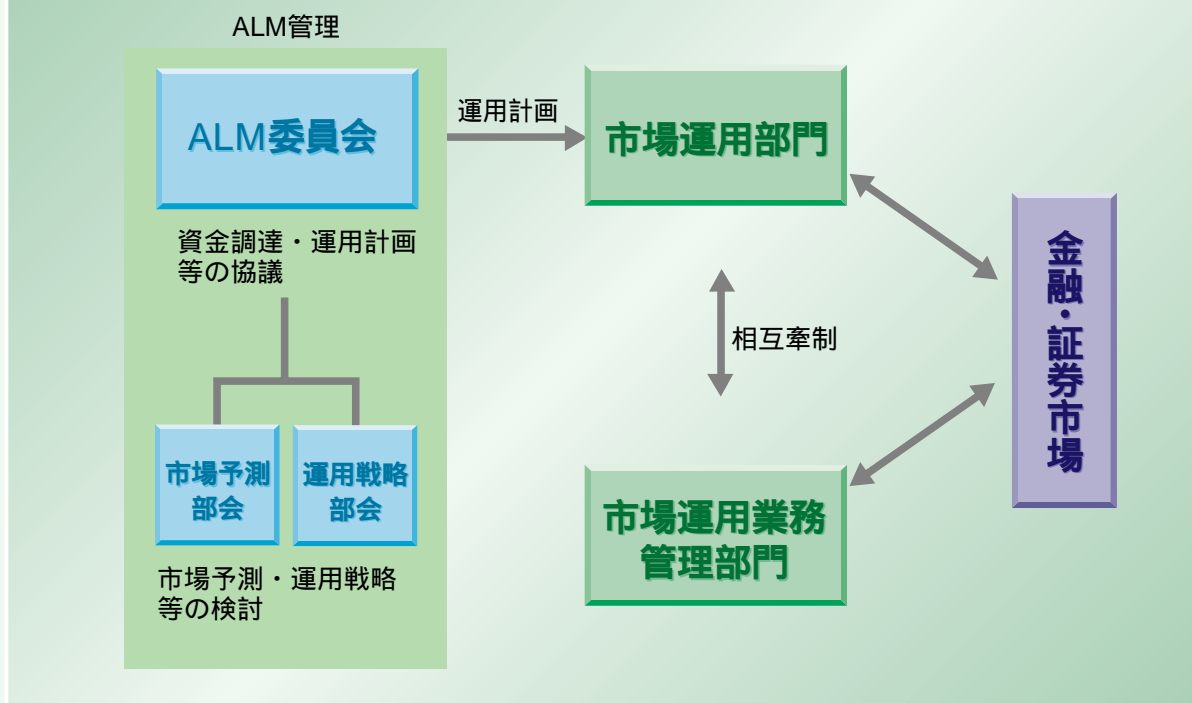 ALM管理
ALM委員会
資金調達・運用計画
等の協議
市場予測
部会
運用戦略
部会
市場予測・運用戦略
等の検討
運用計画
市場運用部門
相互牽制
市場運用業務
管理部門
金融・証券市場